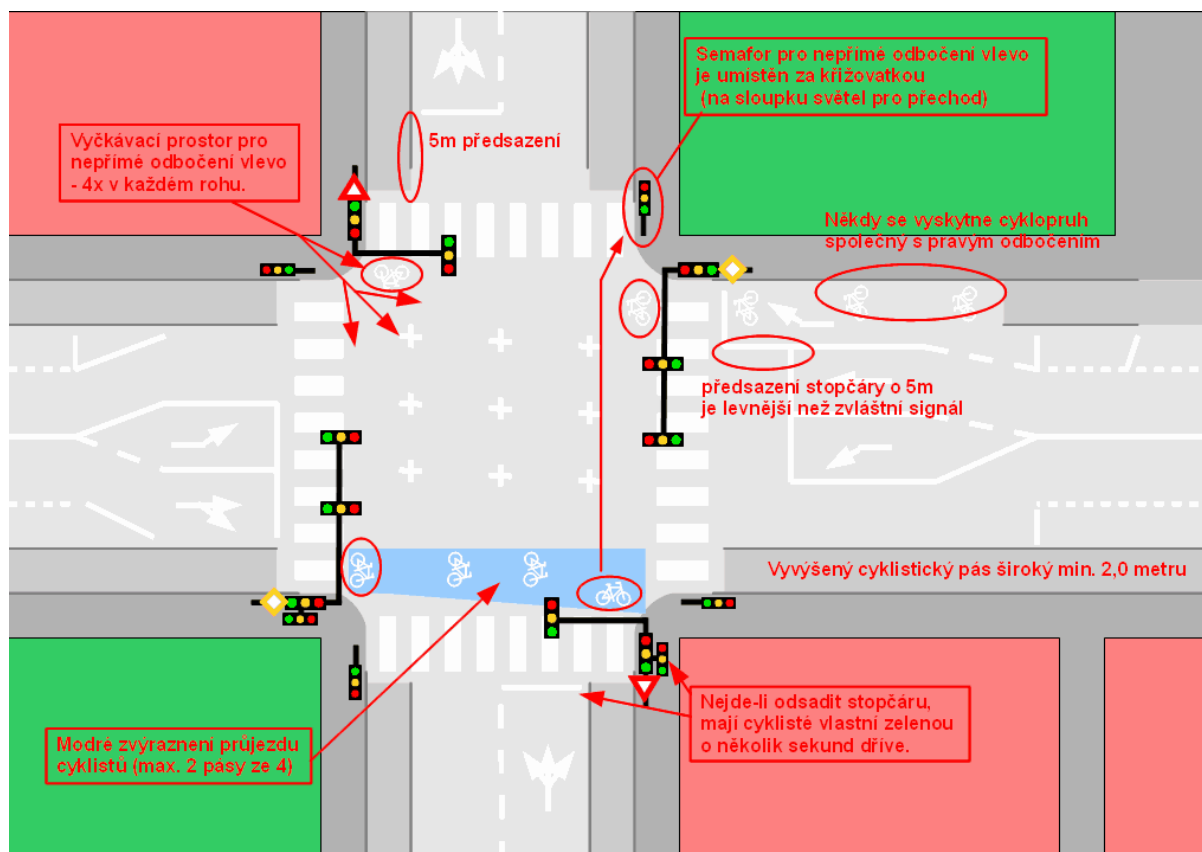 Semafor pro nepřímé odbočení vlevo
je umístěn za křižovatkou
(na sloupku světel pro přechod)
Vyčkávací prostor pro
nepřímé odbočení vlevo
- 4x v každém rohu.
5m předsazení
Někdy se vyskytne cyklopruh
společný s pravým odbočením
předsazení stopčáry o 5m
je levnější než zvláštní signál
Vyvýšený cyklistický pás široký min. 2,0 metru
Modré zvýraznení průjezdu
cyklistů (max. 2 pásy ze 4)
Nejde-li odsadit stopčáru,
mají cyklisté vlastní zelenou
o několik sekund dříve.